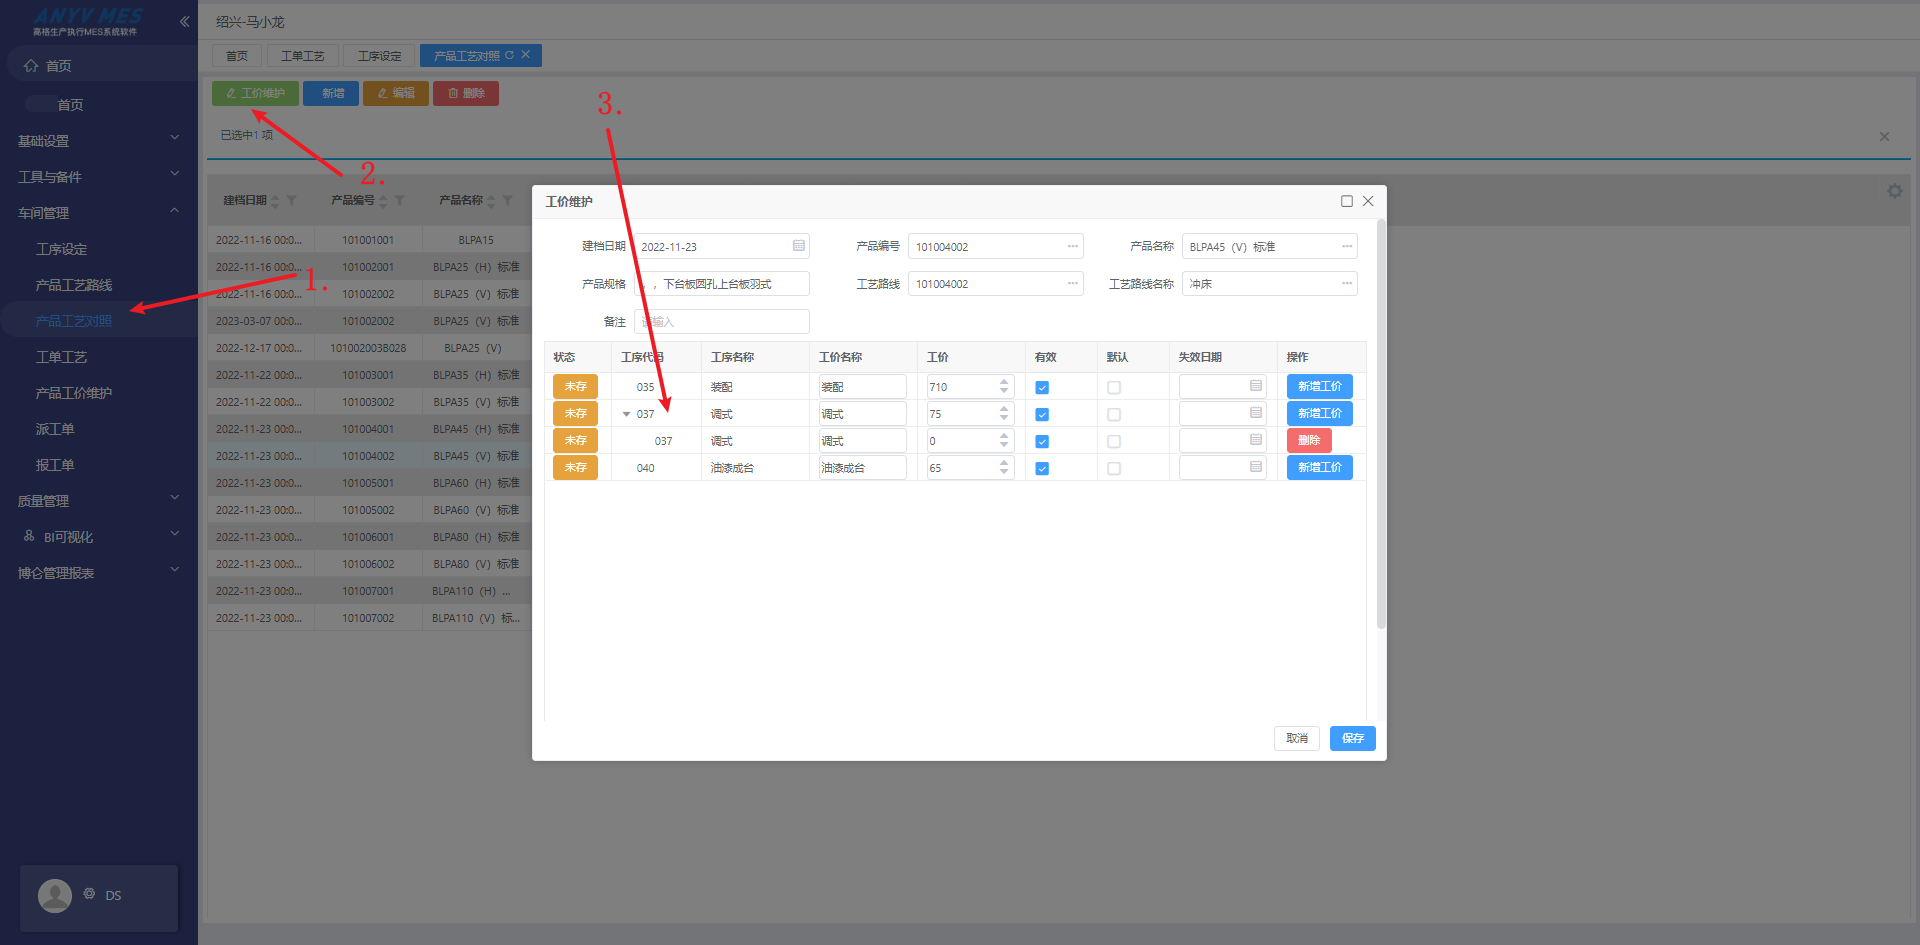 ANYV MES
高格生产执行MES系统软件
绍兴-马小龙
首页
首页
基础设置
工具与备件
车间管理
工序设定
产品工艺路线
产品工艺对照
工单工艺
产品工价维护
派工单
报工单
质量管理
BI可视化
博仑管理报表
DS
首页 工单工艺 工序设定 产品工艺对照
工价维护 新增 编辑 删除
已选中1 项
1.
2.
3.
建档日期 产品编号 产品名称
2022-11-16 00:0... 101001001 BLPA15
2022-11-16 00:0... 101002001 BLPA25（H）标准
2022-11-16 00:0... 101002002 BLPA25（V）标准
2023-03-07 00:0... 101002002 BLPA25（V）标准
2022-12-17 00:0... 101002003B028 BLPA25（V）
2022-11-22 00:0... 101003001 BLPA35（H）标准
2022-11-22 00:0... 101003002 BLPA35（V）标准
2022-11-23 00:0... 101004001 BLPA45（H）标准
2022-11-23 00:0... 101004002 BLPA45（V）标准
2022-11-23 00:0... 101005001 BLPA60（H）标准
2022-11-23 00:0... 101005002 BLPA60（V）标准
2022-11-23 00:0... 101006001 BLPA80（H）标准
2022-11-23 00:0... 101006002 BLPA80（V）标准
2022-11-23 00:0... 101007001 BLPA110（H）...
2022-11-23 00:0... 101007002 BLPA110（V）标...
工价维护
建档日期 2022-11-23 产品编号 101004002 产品名称 BLPA45（V）标准
产品规格 ，，下台板圆孔上台板羽式 工艺路线 101004002 工艺路线名称 冲床
备注 请输入
状态 工序代码 工序名称 工价名称 工价 有效 默认 失效日期 操作
未存 035 装配 装配 710 新增工价
未存 037 调式 调式 75 新增工价
未存 037 调式 调式 0 删除
未存 040 油漆成台 油漆成台 65 新增工价
取消 保存